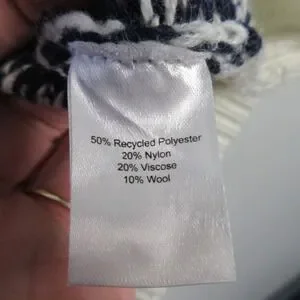 50% Recycled Polyester
20% Nylon
20% Viscose
10% Wool